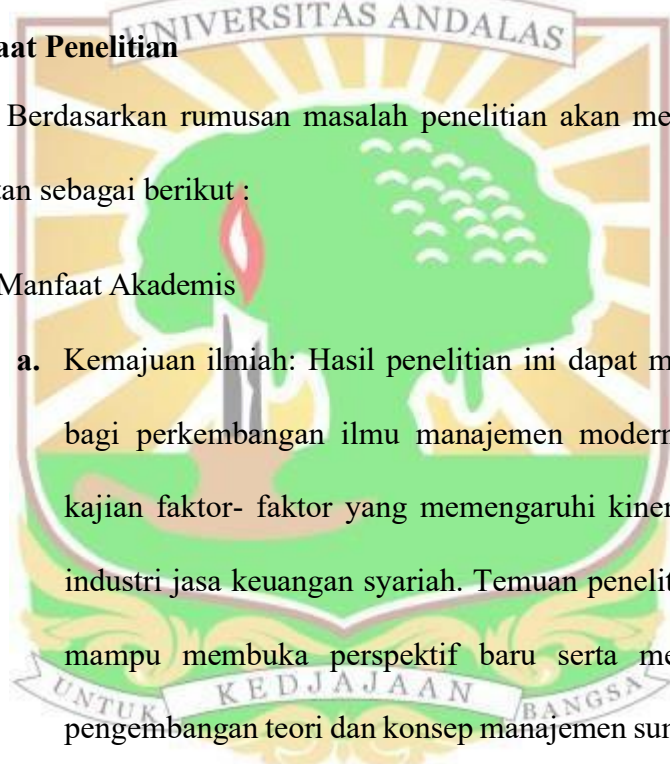 UNIVERSITAS ANDALAS
aat Penelitian
Berdasarkan rumusan masalah penelitian akan me
tan sebagai berikut :
Manfaat Akademis
a. Kemajuan ilmiah: Hasil penelitian ini dapat m
bagi perkembangan ilmu manajemen modern
kajian faktor- faktor yang memengaruhi kiner
industri jasa keuangan syariah. Temuan penelit
mampu membuka perspektif baru serta me
UNTUK KEDJAJAAN BANGSA
pengembangan teori dan konsep manajemen sun